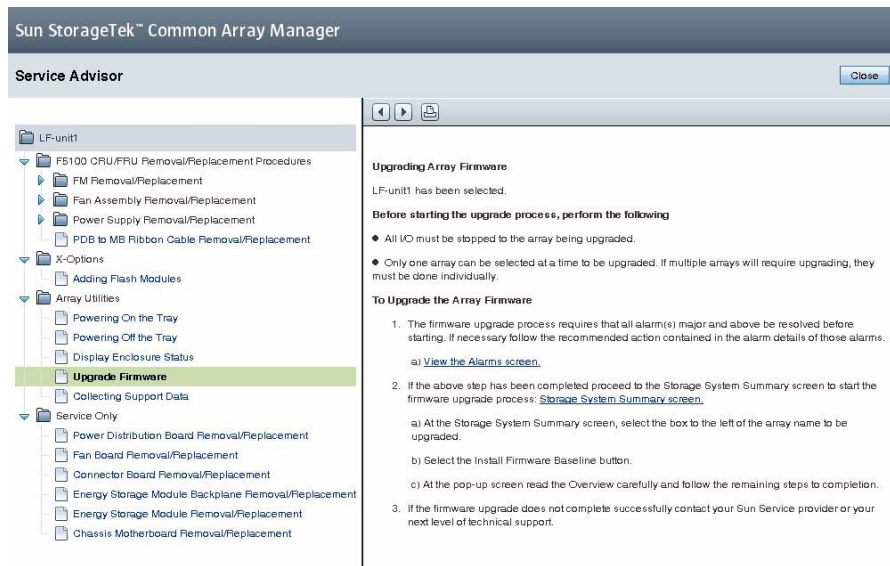 Sun StorageTek™ Common Array Manager
Service Advisor
Close
LF-unit1
F5100 CRU/FRU Removal/Replacement Procedures
FM Removal/Replacement
Fan Assembly Removal/Replacement
Power Supply Removal/Replacement
PDB to MB Ribbon Cable Removal/Replacement
X-Options
Adding Flash Modules
Array Utilities
Powering On the Tray
Powering Off the Tray
Display Enclosure Status
Upgrade Firmware
Collecting Support Data
Service Only
Power Distribution Board Removal/Replacement
Fan Board Removal/Replacement
Connector Board Removal/Replacement
Energy Storage Module Backplane Removal/Replacement
Energy Storage Module Removal/Replacement
Chassis Motherboard Removal/Replacement
Upgrading Array Firmware
LF-unit1 has been selected.
Before starting the upgrade process, perform the following
● All I/O must be stopped to the array being upgraded.
● Only one array can be selected at a time to be upgraded. If multiple arrays will require upgrading, they
must be done individually.
To Upgrade the Array Firmware
1. The firmware upgrade process requires that all alarm(s) major and above be resolved before
starting. If necessary follow the recommended action contained in the alarm details of those alarms.
a) View the Alarms screen.
2. If the above step has been completed proceed to the Storage System Summary screen to start the
firmware upgrade process: Storage System Summary screen.
a) At the Storage System Summary screen, select the box to the left of the array name to be
upgraded.
b) Select the Install Firmware Baseline button.
c) At the pop-up screen read the Overview carefully and follow the remaining steps to completion.
3. If the firmware upgrade does not complete successfully contact your Sun Service provider or your
next level of technical support.